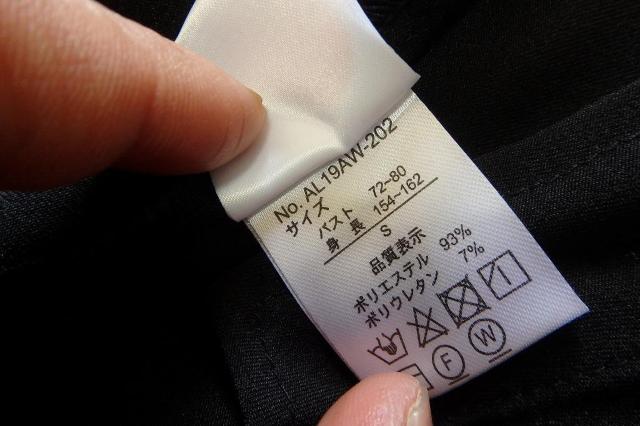 No. AL19AW-202
サイズ
バスト 72~80
身 長 154~162
S
品質表示
ポリエステル 93%
ポリウレタン 7%
F W